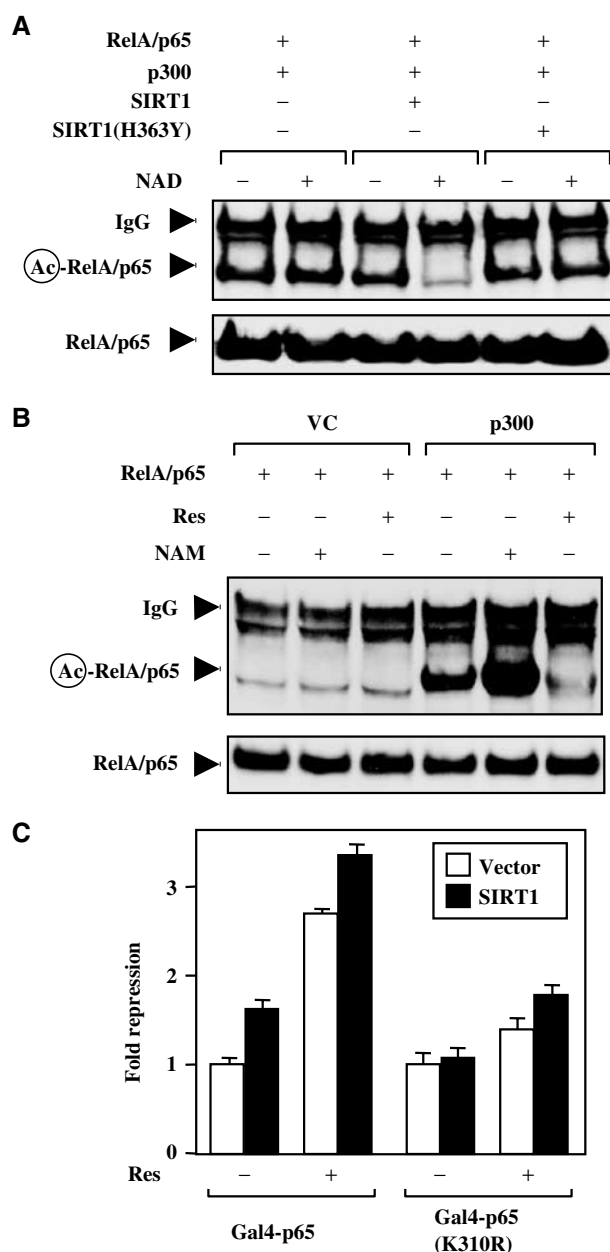 A
RelA/p65 + + +
p300 + + +
SIRT1 – + –
SIRT1(H363Y) – – +
NAD – + – + – +
IgG
Ac-RelA/p65
RelA/p65
B
VC p300
RelA/p65 + + + + + +
Res – – + – – +
NAM – + – – + –
IgG
Ac-RelA/p65
RelA/p65
C
Vector
SIRT1
3
2
1
0
Fold repression
Res – + – +
Gal4-p65 Gal4-p65
(K310R)